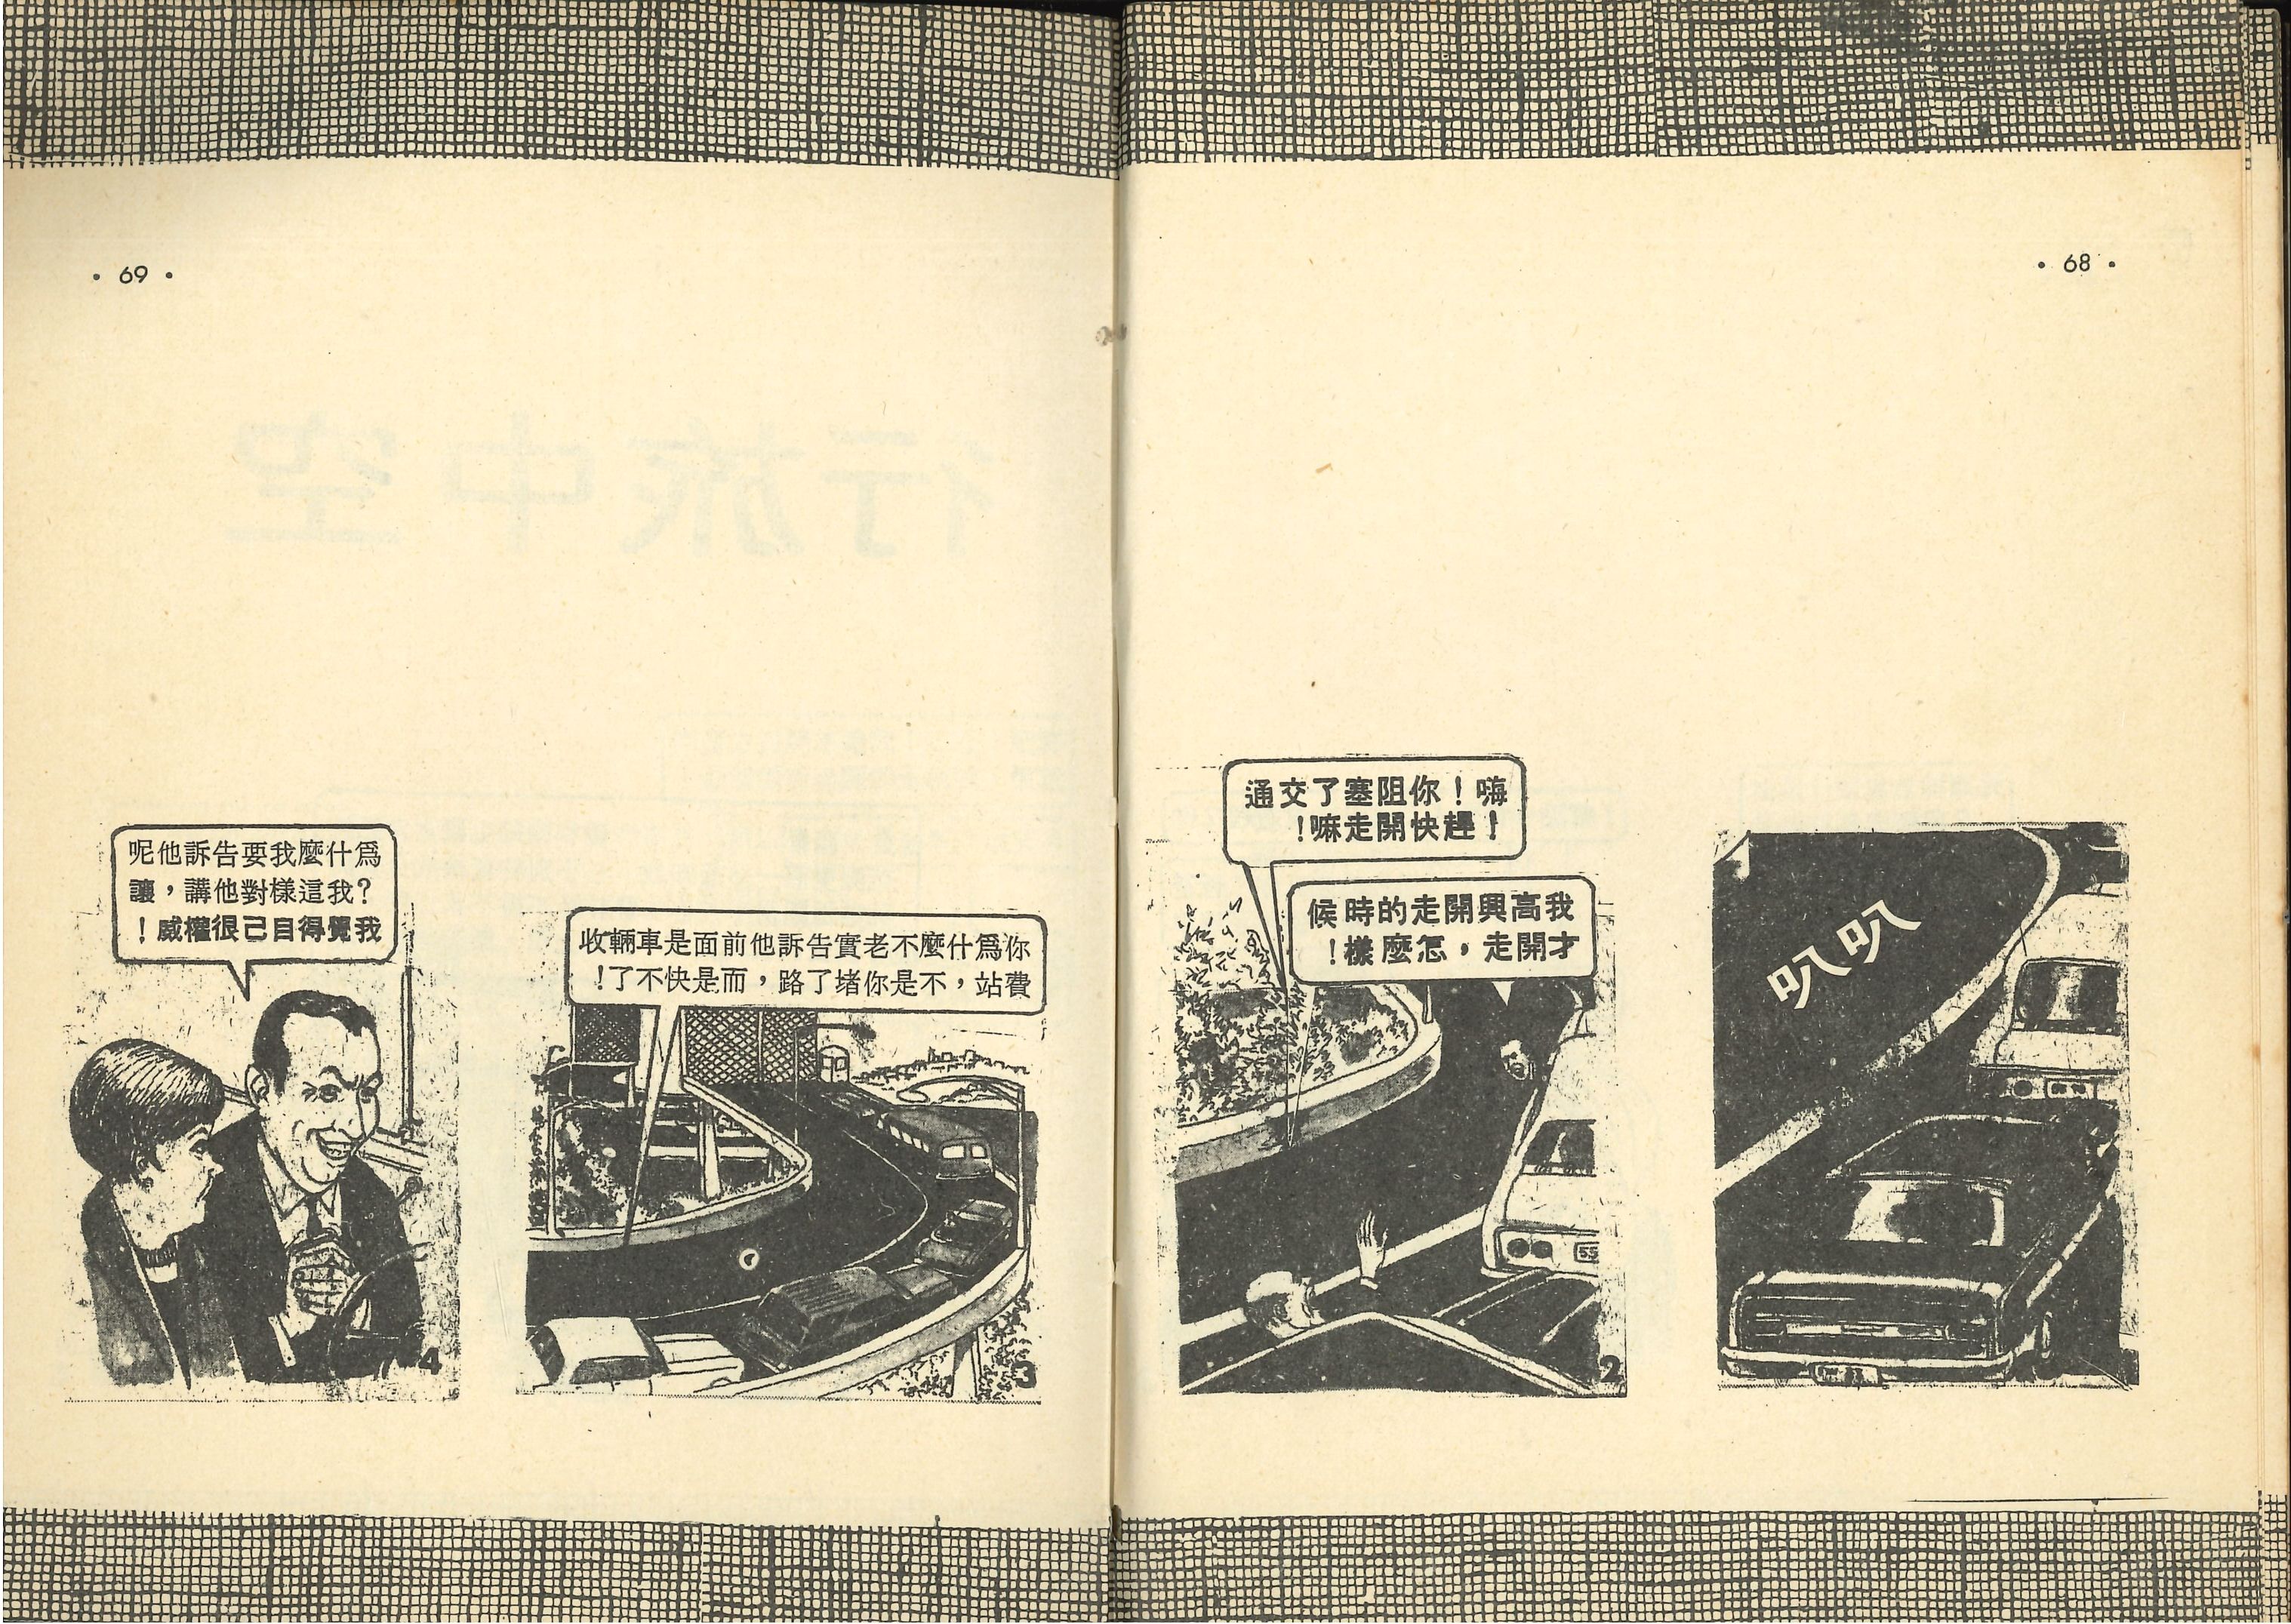 • 68 •
叭叭
嗨！你阻塞了交通
！趕快開走嘛！
我高興開走的時候
才開走，怎麼樣！
55
2
• 69 •
你爲什麼不老實告訴他前面是車輛收
費站，不是你堵了路，而是快不了！
3
爲什麼我要告訴他呢
？我這樣對他講，讓
我覺得自己很權威！
4